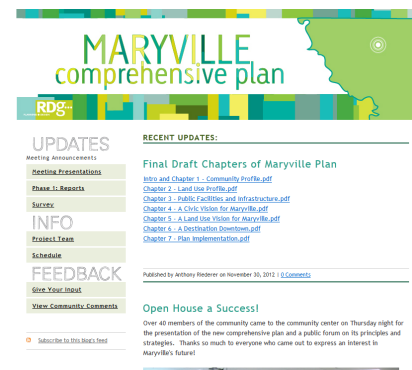 MARYVILLE
comprehensive plan
RDG...
UPDATES
Meeting Announcements
Meeting Presentations
Phase I: Reports
Survey
INFO
Project Team
Schedule
FEEDBACK
Give Your Input
View Community Comments
Subscribe to this blog's feed
RECENT UPDATES:
Final Draft Chapters of Maryville Plan
Intro and Chapter 1 - Community Profile.pdf
Chapter 2 - Land Use Profile.pdf
Chapter 3 - Public Facilities and Infrastructure.pdf
Chapter 4 - A Civic Vision for Maryville.pdf
Chapter 5 - A Land Use Vision for Maryville.pdf
Chapter 6 - A Destination Downtown.pdf
Chapter 7 - Plan Implementation.pdf
Published by Anthony Riederer on November 30, 2012 | 0 Comments
Open House a Success!
Over 40 members of the community came to the community center on Thursday night for
the presentation of the new comprehensive plan and a public forum on its principles and
strategies. Thanks so much to everyone who came out to express an interest in
Maryville's future!